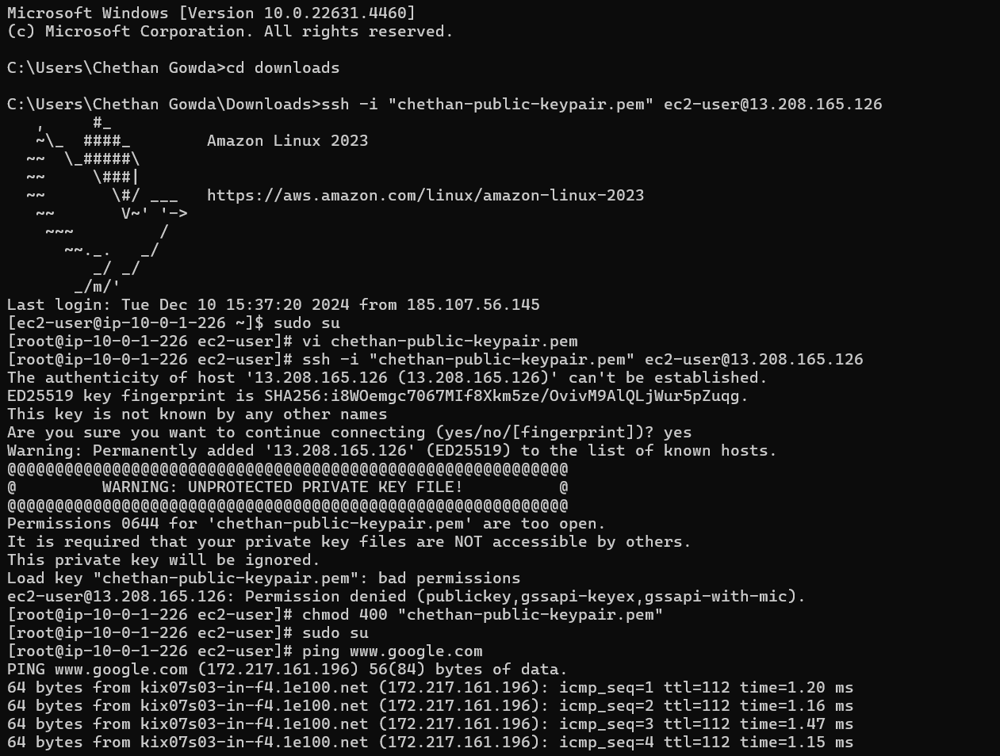 Microsoft Windows [Version 10.0.22631.4460]
(c) Microsoft Corporation. All rights reserved.

C:\Users\Chethan Gowda>cd downloads

C:\Users\Chethan Gowda\Downloads>ssh -i "chethan-public-keypair.pem" ec2-user@13.208.165.126
   ,     #_
   ~\_  ####_        Amazon Linux 2023
  ~~  \_#####\
  ~~     \###|
  ~~       \#/ ___   https://aws.amazon.com/linux/amazon-linux-2023
   ~~       V~' '->
    ~~~         /
      ~~._.   _/
         _/ _/
       _/m/'
Last login: Tue Dec 10 15:37:20 2024 from 185.107.56.145
[ec2-user@ip-10-0-1-226 ~]$ sudo su
[root@ip-10-0-1-226 ec2-user]# vi chethan-public-keypair.pem
[root@ip-10-0-1-226 ec2-user]# ssh -i "chethan-public-keypair.pem" ec2-user@13.208.165.126
The authenticity of host '13.208.165.126 (13.208.165.126)' can't be established.
ED25519 key fingerprint is SHA256:i8WOemgc7067MIf8Xkm5ze/OvivM9AlQLjWur5pZuqg.
This key is not known by any other names
Are you sure you want to continue connecting (yes/no/[fingerprint])? yes
Warning: Permanently added '13.208.165.126' (ED25519) to the list of known hosts.
@@@@@@@@@@@@@@@@@@@@@@@@@@@@@@@@@@@@@@@@@@@@@@@@@@@@@@@@@@@
@         WARNING: UNPROTECTED PRIVATE KEY FILE!          @
@@@@@@@@@@@@@@@@@@@@@@@@@@@@@@@@@@@@@@@@@@@@@@@@@@@@@@@@@@@
Permissions 0644 for 'chethan-public-keypair.pem' are too open.
It is required that your private key files are NOT accessible by others.
This private key will be ignored.
Load key "chethan-public-keypair.pem": bad permissions
ec2-user@13.208.165.126: Permission denied (publickey,gssapi-keyex,gssapi-with-mic).
[root@ip-10-0-1-226 ec2-user]# chmod 400 "chethan-public-keypair.pem"
[root@ip-10-0-1-226 ec2-user]# sudo su
[root@ip-10-0-1-226 ec2-user]# ping www.google.com
PING www.google.com (172.217.161.196) 56(84) bytes of data.
64 bytes from kix07s03-in-f4.1e100.net (172.217.161.196): icmp_seq=1 ttl=112 time=1.20 ms
64 bytes from kix07s03-in-f4.1e100.net (172.217.161.196): icmp_seq=2 ttl=112 time=1.16 ms
64 bytes from kix07s03-in-f4.1e100.net (172.217.161.196): icmp_seq=3 ttl=112 time=1.47 ms
64 bytes from kix07s03-in-f4.1e100.net (172.217.161.196): icmp_seq=4 ttl=112 time=1.15 ms